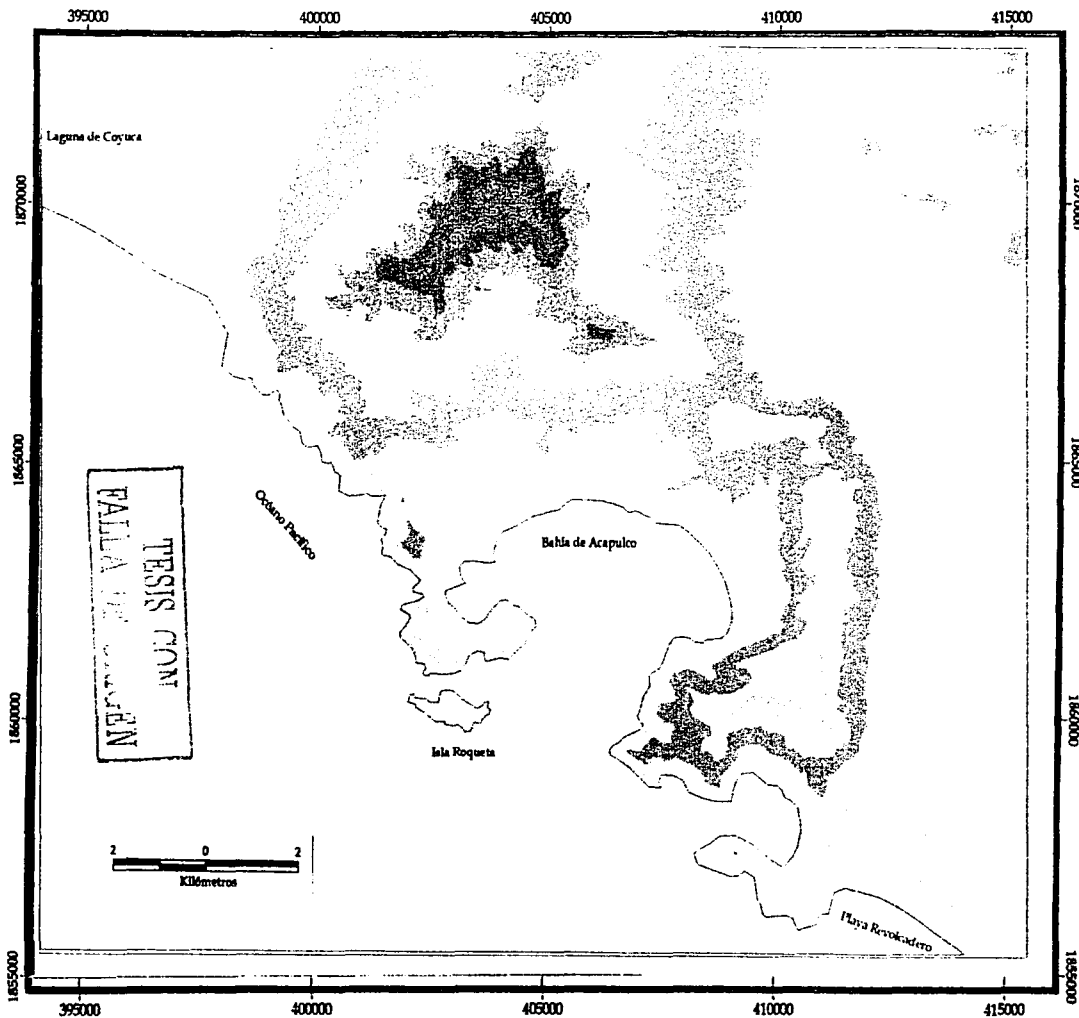 395000 400000 405000 410000 415000
Laguna de Coyuca
1870000
1870000
1865000
1865000
Océano Pacífico
Bahía de Acapulco
TESIS CON
FALLA DE ORIGEN
1860000
1860000
Isla Roqueta
2 0 2
Kilómetros
Playa Revolcadero
1855000
1855000
395000 400000 405000 410000 415000